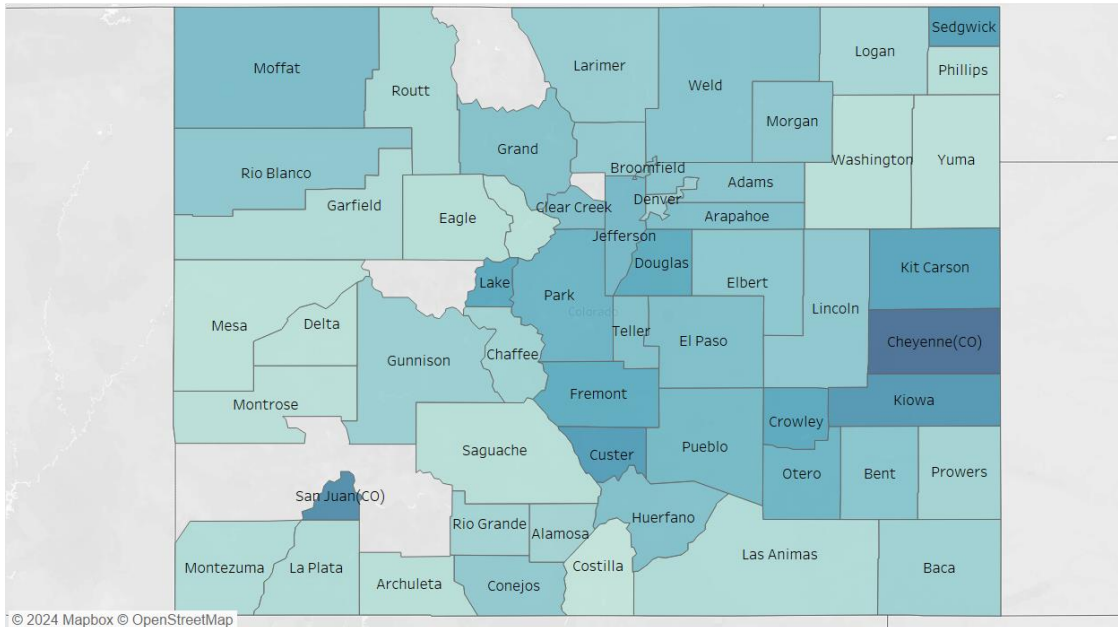 Sedgwick
Logan
Larimer
Moffat
Phillips
Weld
Routt
Morgan
Grand
Washington
Yuma
Broomfield
Rio Blanco
Adams
Denver
Garfield
Clear Creek
Arapahoe
Eagle
Jefferson
Douglas
Kit Carson
Lake
Elbert
Park
Lincoln
Colorado
Mesa
Delta
Teller
El Paso
Cheyenne(CO)
Chaffee
Gunnison
Fremont
Kiowa
Montrose
Crowley
Pueblo
Saguache
Custer
Otero
Bent
Prowers
San Juan(CO)
Huerfano
Rio Grande
Alamosa
Las Animas
Costilla
Montezuma
La Plata
Baca
Archuleta
Conejos
© 2024 Mapbox © OpenStreetMap